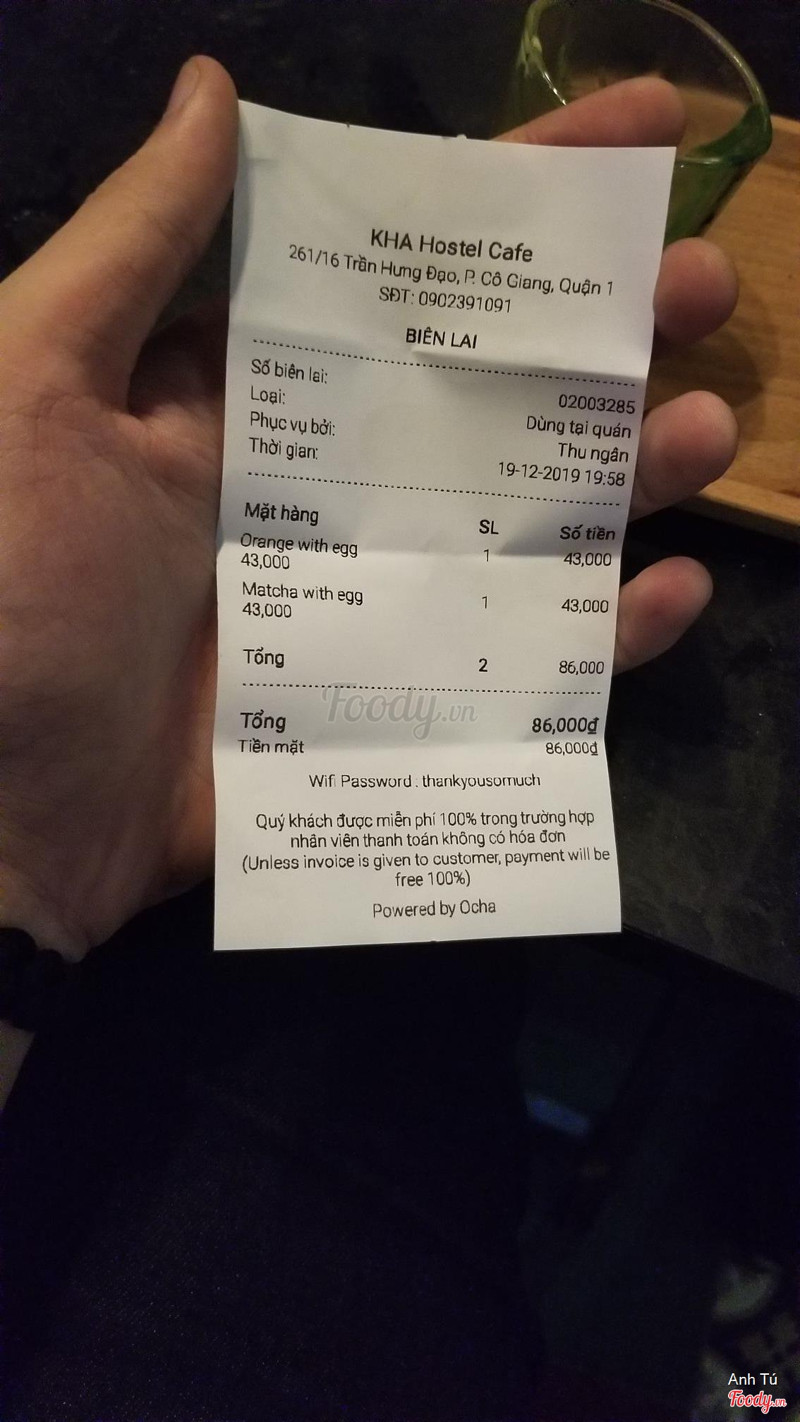 KHA Hostel Cafe
261/16 Trần Hưng Đạo, P. Cô Giang, Quận 1
SĐT: 0902391091
BIÊN LAI
Số biên lai: 02003285
Loại: Dùng tại quán
Phục vụ bởi: Thu ngân
Thời gian: 19-12-2019 19:58
Mặt hàng SL Số tiền
Orange with egg 1 43,000
43,000
Matcha with egg 1 43,000
43,000
Tổng 2 86,000
Foody.vn
Tổng 86,000₫
Tiền mặt 86,000₫
Wifi Password : thankyousomuch
Quý khách được miễn phí 100% trong trường hợp
nhân viên thanh toán không có hóa đơn
(Unless invoice is given to customer, payment will be
free 100%)
Powered by Ocha
Anh Tú
Foody.vn